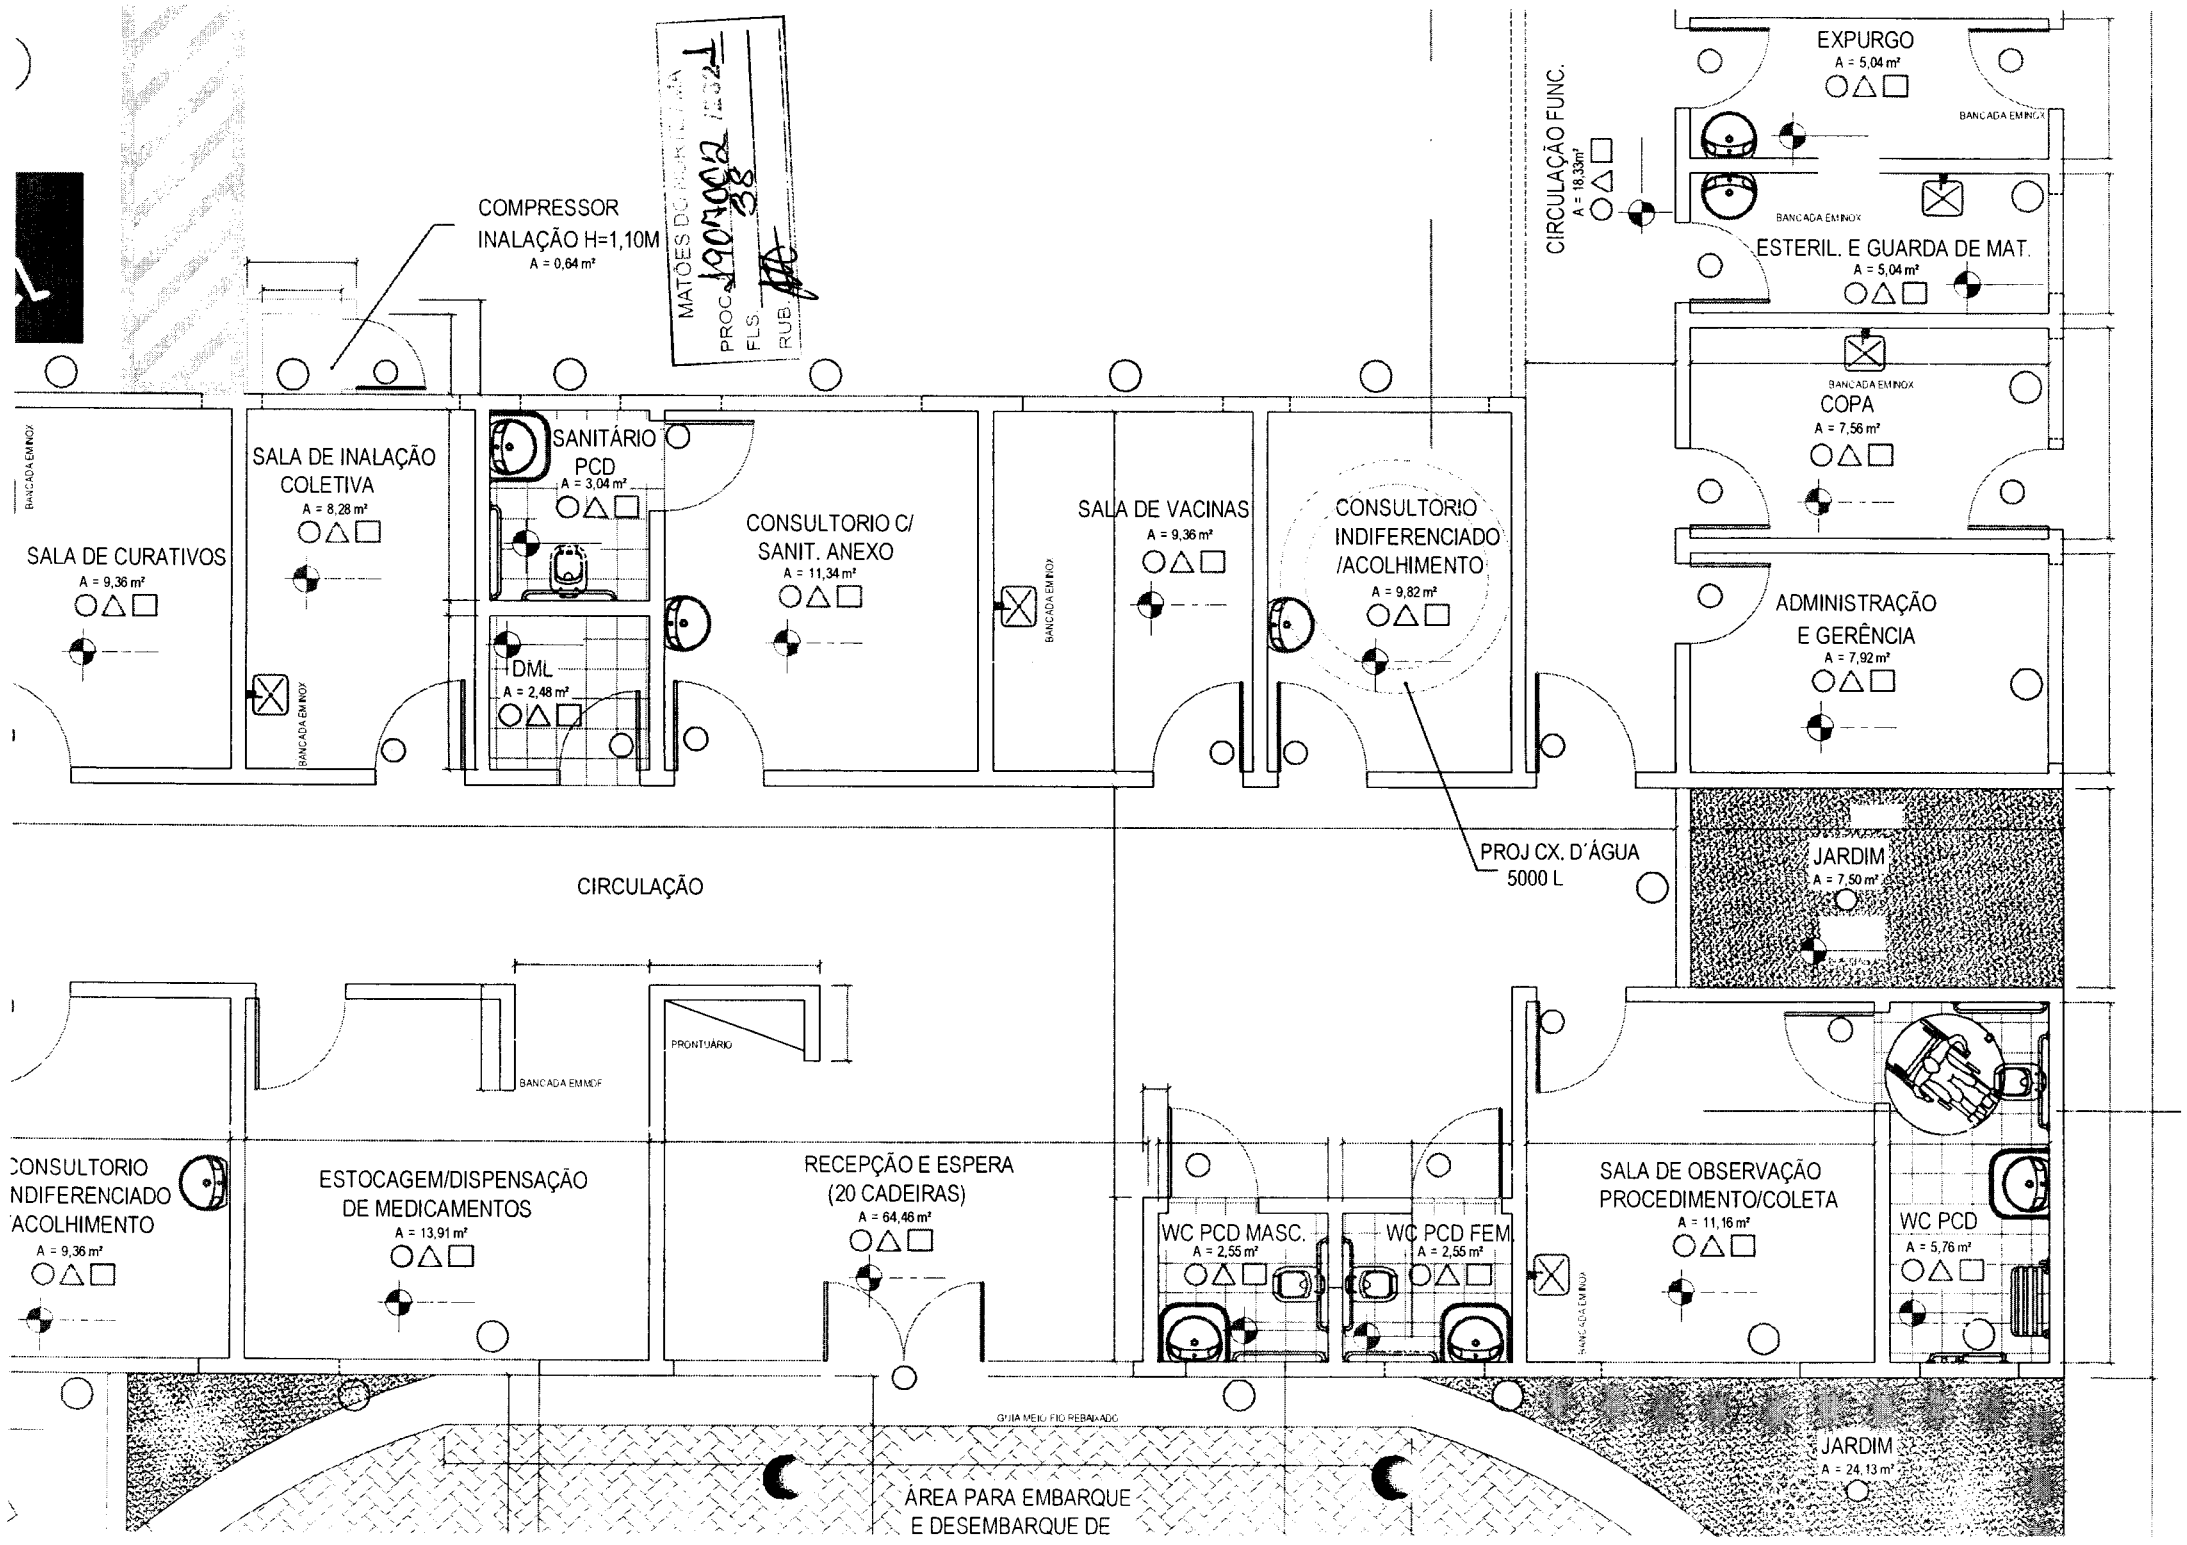 MATÕES DO NORTE / MA
PROC.
FLS. 38
RUB.
COMPRESSOR
INALAÇÃO H=1,10M
A = 0,64 m²
CIRCULAÇÃO FUNC.
A = 18,33m²
EXPURGO
A = 5,04 m²
BANCADA EM INOX
BANCADA EM INOX
ESTERIL. E GUARDA DE MAT.
A = 5,04 m²
BANCADA EM INOX
COPA
A = 7,56 m²
ADMINISTRAÇÃO
E GERÊNCIA
A = 7,92 m²
BANCADA EM INOX
SALA DE CURATIVOS
A = 9,36 m²
SALA DE INALAÇÃO
COLETIVA
A = 8,28 m²
BANCADA EM INOX
SANITÁRIO
PCD
A = 3,04 m²
DML
A = 2,48 m²
CONSULTORIO C/
SANIT. ANEXO
A = 11,34 m²
BANCADA EM INOX
SALA DE VACINAS
A = 9,36 m²
CONSULTORIO
INDIFERENCIADO
/ACOLHIMENTO
A = 9,82 m²
PROJ CX. D´ÁGUA
5000 L
JARDIM
A = 7,50 m²
CIRCULAÇÃO
PRONTUÁRIO
BANCADA EM MDF
CONSULTORIO
INDIFERENCIADO
/ACOLHIMENTO
A = 9,36 m²
ESTOCAGEM/DISPENSAÇÃO
DE MEDICAMENTOS
A = 13,91 m²
RECEPÇÃO E ESPERA
(20 CADEIRAS)
A = 64,46 m²
WC PCD MASC.
A = 2,55 m²
WC PCD FEM.
A = 2,55 m²
SALA DE OBSERVAÇÃO
PROCEDIMENTO/COLETA
A = 11,16 m²
BANCADA EM INOX
WC PCD
A = 5,76 m²
GUIA MEIO FIO REBAIXADO
JARDIM
A = 24,13 m²
ÁREA PARA EMBARQUE
E DESEMBARQUE DE